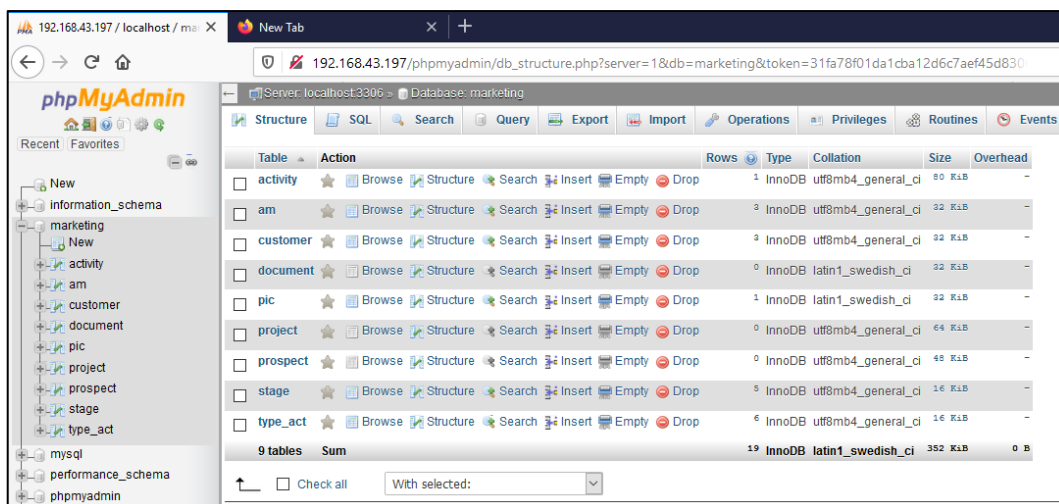 192.168.43.197 / localhost / ma
New Tab
192.168.43.197/phpmyadmin/db_structure.php?server=1&db=marketing&token=31fa78f01da1cba12d6c7aef45d830
phpMyAdmin
Recent Favorites
New
information_schema
marketing
New
activity
am
customer
document
pic
project
prospect
stage
type_act
mysql
performance_schema
phpmyadmin
Server: localhost:3306 » Database: marketing
Structure SQL Search Query Export Import Operations Privileges Routines Events
Table Action Rows Type Collation Size Overhead
activity Browse Structure Search Insert Empty Drop 1 InnoDB utf8mb4_general_ci 80 KiB -
am Browse Structure Search Insert Empty Drop 3 InnoDB utf8mb4_general_ci 32 KiB -
customer Browse Structure Search Insert Empty Drop 3 InnoDB utf8mb4_general_ci 32 KiB -
document Browse Structure Search Insert Empty Drop 0 InnoDB latin1_swedish_ci 32 KiB -
pic Browse Structure Search Insert Empty Drop 1 InnoDB latin1_swedish_ci 32 KiB -
project Browse Structure Search Insert Empty Drop 0 InnoDB utf8mb4_general_ci 64 KiB -
prospect Browse Structure Search Insert Empty Drop 0 InnoDB utf8mb4_general_ci 48 KiB -
stage Browse Structure Search Insert Empty Drop 5 InnoDB utf8mb4_general_ci 16 KiB -
type_act Browse Structure Search Insert Empty Drop 6 InnoDB utf8mb4_general_ci 16 KiB -
9 tables Sum 19 InnoDB latin1_swedish_ci 352 KiB 0 B
Check all With selected: